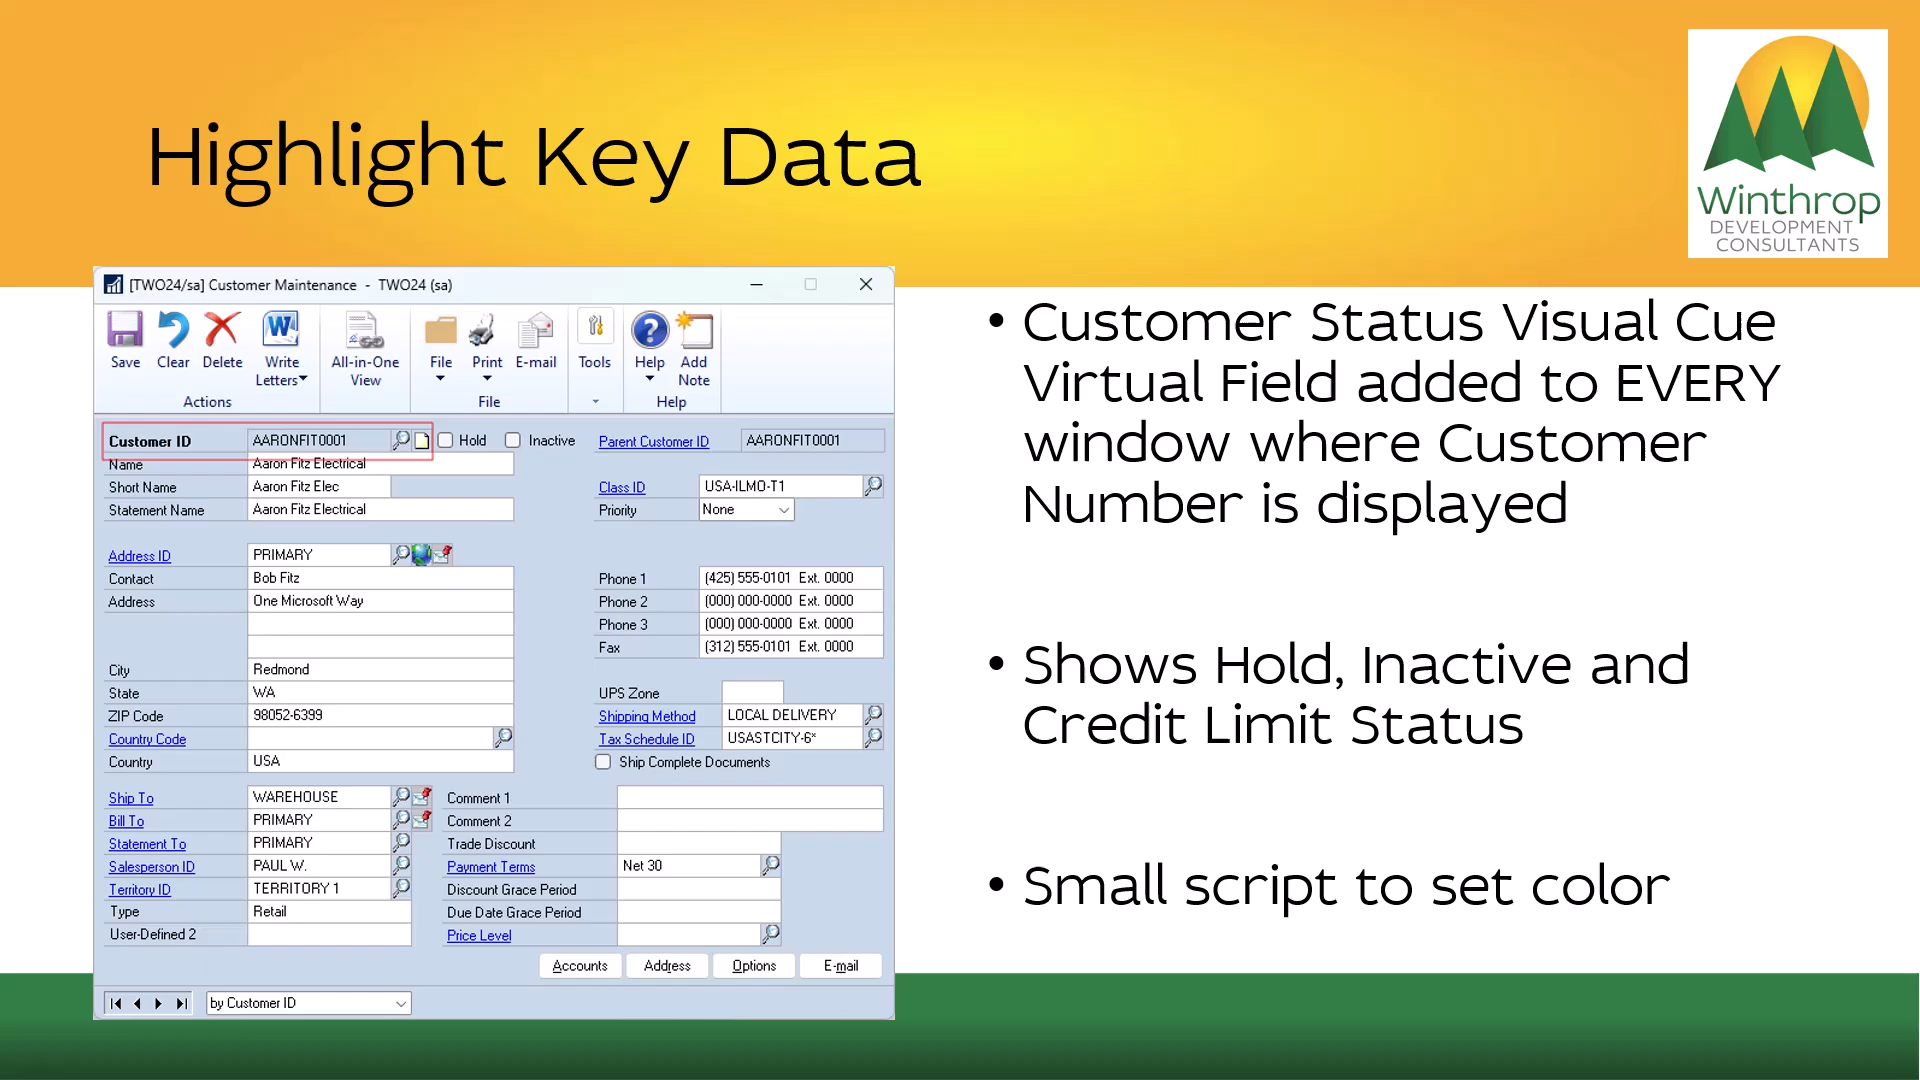 Highlight Key Data
Winthrop
DEVELOPMENT
CONSULTANTS
[TWO24/sa] Customer Maintenance - TWO24 (sa)
Save Clear Delete Write Letters All-in-One View File Print E-mail Tools Help Add Note
Actions File Help
Customer ID AARONFIT0001 Hold Inactive Parent Customer ID AARONFIT0001
Name Aaron Fitz Electrical
Short Name Aaron Fitz Elec Class ID USA-ILMO-T1
Statement Name Aaron Fitz Electrical Priority None
Address ID PRIMARY
Contact Bob Fitz Phone 1 (425) 555-0101 Ext. 0000
Address One Microsoft Way Phone 2 (000) 000-0000 Ext. 0000
Phone 3 (000) 000-0000 Ext. 0000
Fax (312) 555-0101 Ext. 0000
City Redmond
State WA UPS Zone
ZIP Code 98052-6399 Shipping Method LOCAL DELIVERY
Country Code Tax Schedule ID USASTCITY-6*
Country USA Ship Complete Documents
Ship To WAREHOUSE Comment 1
Bill To PRIMARY Comment 2
Statement To PRIMARY Trade Discount
Salesperson ID PAUL W. Payment Terms Net 30
Territory ID TERRITORY 1 Discount Grace Period
Type Retail Due Date Grace Period
User-Defined 2 Price Level
Accounts Address Options E-mail
by Customer ID
• Customer Status Visual Cue
Virtual Field added to EVERY
window where Customer
Number is displayed
• Shows Hold, Inactive and
Credit Limit Status
• Small script to set color